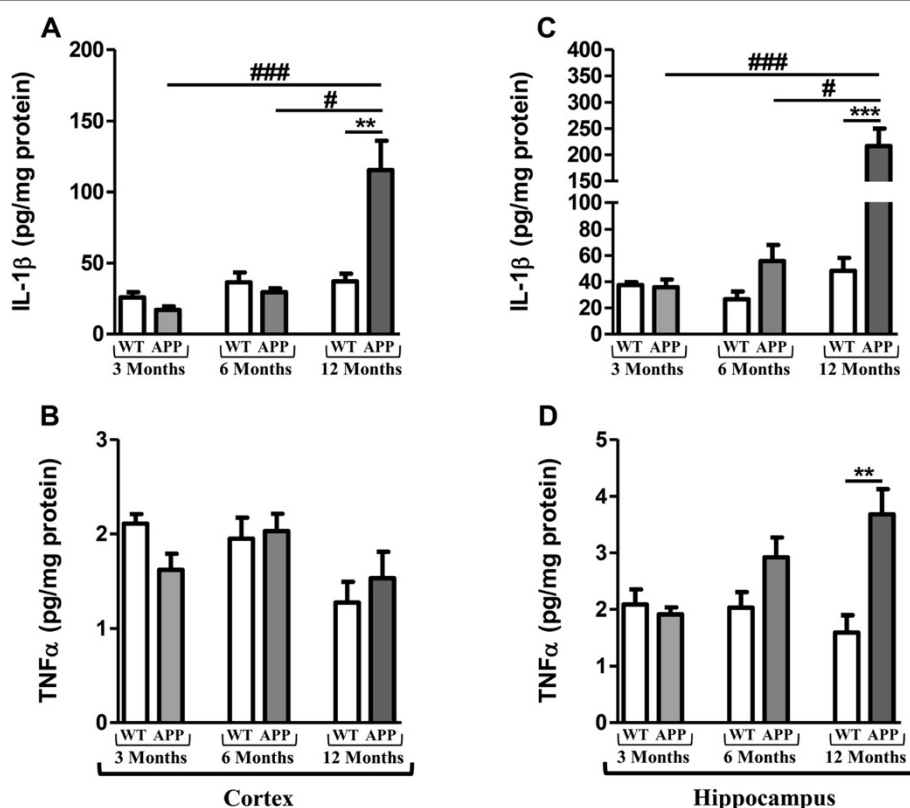 A
IL-1β (pg/mg protein)
200
150
100
50
0
###
#
**
WT APP WT APP WT APP
3 Months 6 Months 12 Months
C
IL-1β (pg/mg protein)
400
350
300
250
200
150
100
80
60
40
20
0
###
#
***
WT APP WT APP WT APP
3 Months 6 Months 12 Months
B
TNFα (pg/mg protein)
3
2
1
0
WT APP WT APP WT APP
3 Months 6 Months 12 Months
Cortex
D
TNFα (pg/mg protein)
5
4
3
2
1
0
**
WT APP WT APP WT APP
3 Months 6 Months 12 Months
Hippocampus